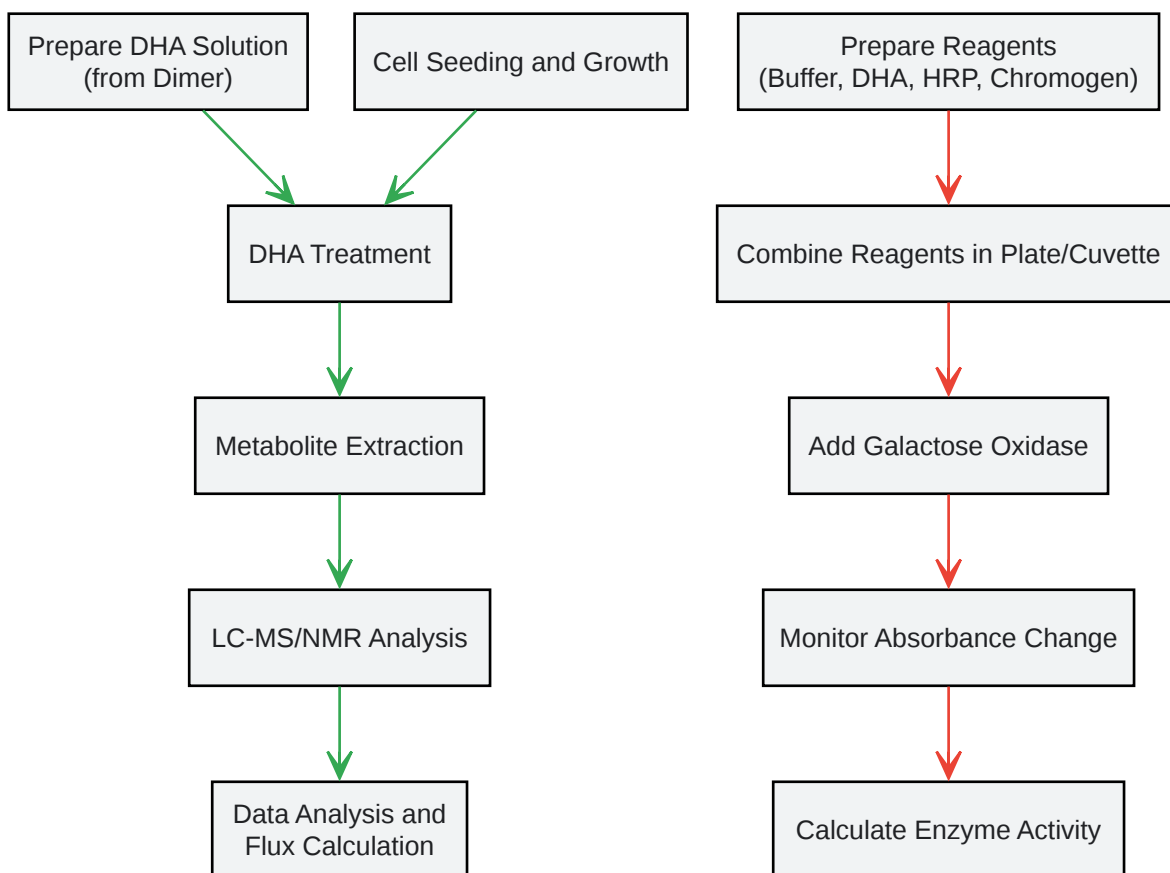 Prepare DHA Solution
(from Dimer)
Cell Seeding and Growth
DHA Treatment
Metabolite Extraction
LC-MS/NMR Analysis
Data Analysis and
Flux Calculation
Prepare Reagents
(Buffer, DHA, HRP, Chromogen)
Combine Reagents in Plate/Cuvette
Add Galactose Oxidase
Monitor Absorbance Change
Calculate Enzyme Activity